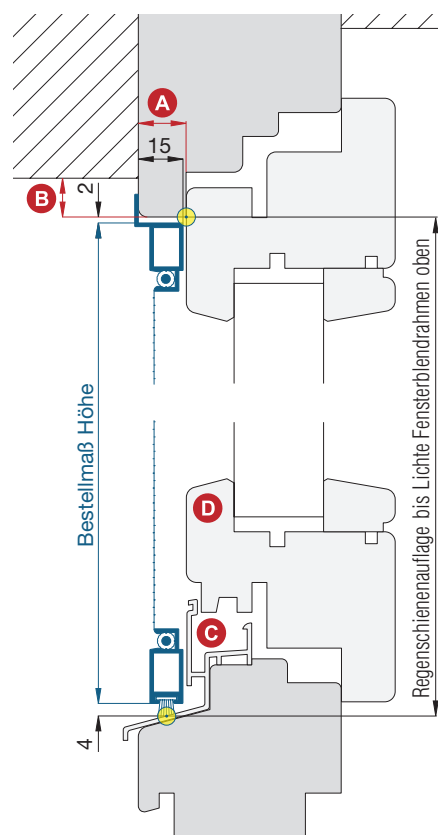 A
15
B
2
Bestellmaß Höhe
Regenschienenauflage bis Lichte Fensterblendrahmen oben
D
C
4